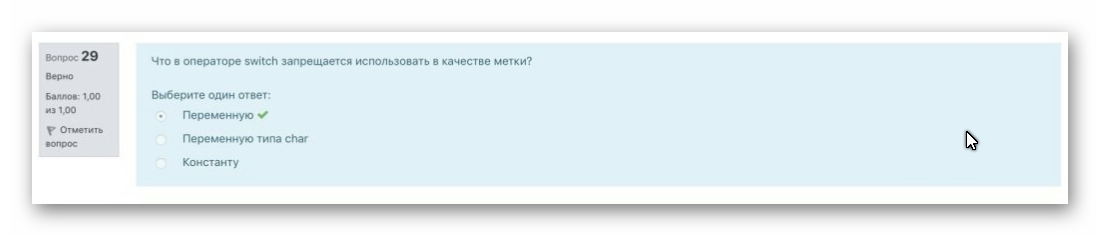 Вопрос 29
Верно
Баллов: 1,00
из 1,00
Отметить
вопрос
Что в операторе switch запрещается использовать в качестве метки?
Выберите один ответ:
Переменную
Переменную типа char
Константу